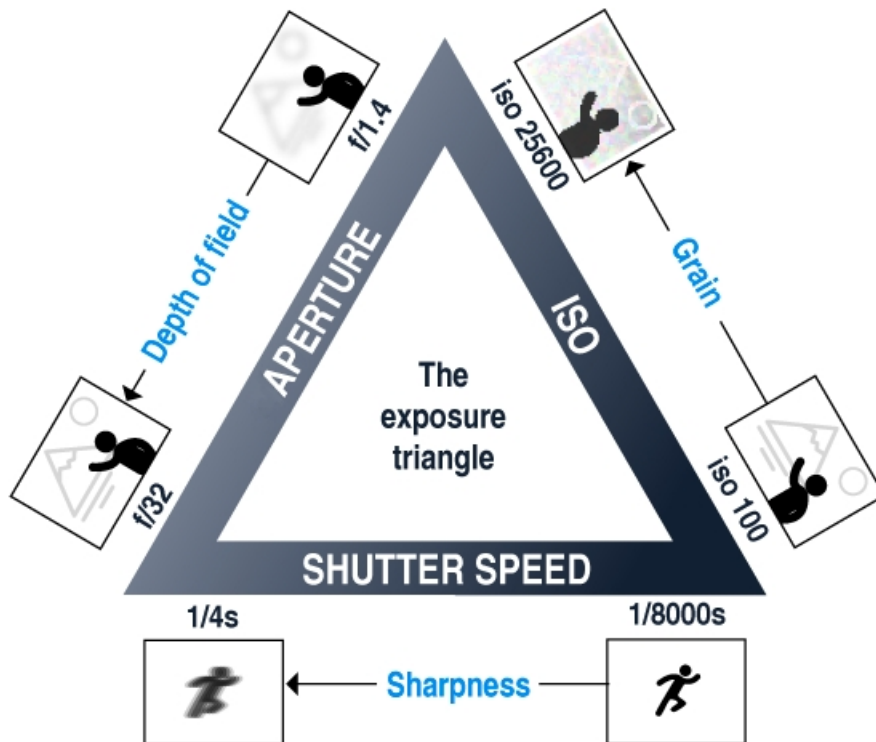 f/1.4
iso 25600
Depth of field
APERTURE
ISO
Grain
The
exposure
triangle
f/32
iso 100
SHUTTER SPEED
1/4s
1/8000s
Sharpness